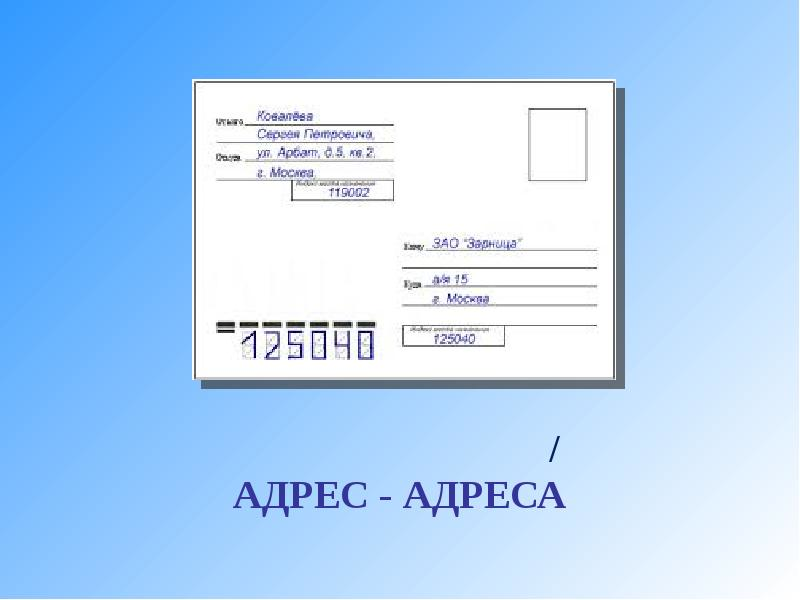 От кого Ковалёва
Сергея Петровича,
Откуда ул. Арбат, д.5, кв.2,
г. Москва,
Индекс места назначения
119002
Кому ЗАО "Зарница"
Куда а/я 15
г. Москва
Индекс места назначения
125040
125040
/
АДРЕС - АДРЕСА